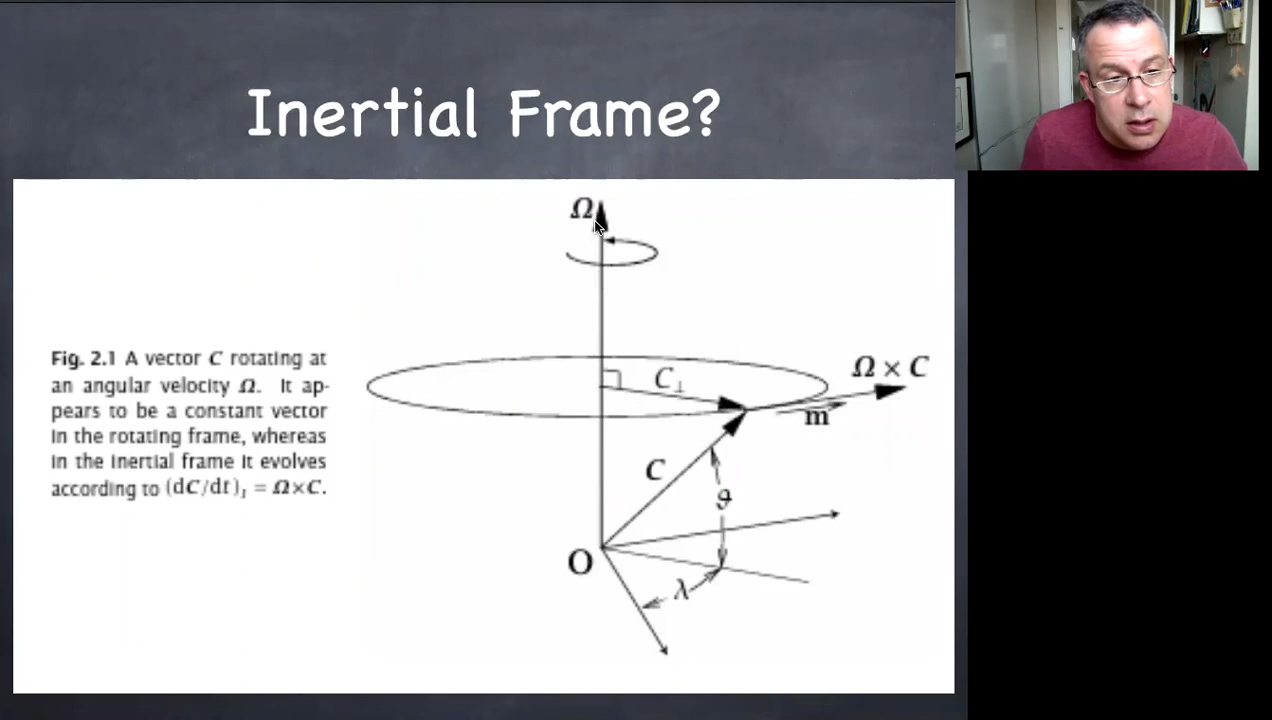 Inertial Frame?
Ω
Fig. 2.1 A vector C rotating at
an angular velocity Ω. It ap-
pears to be a constant vector
in the rotating frame, whereas
in the inertial frame it evolves
according to (dC/dt)_I = Ω×C.
C⊥
Ω × C
m
C
ϑ
O
λ